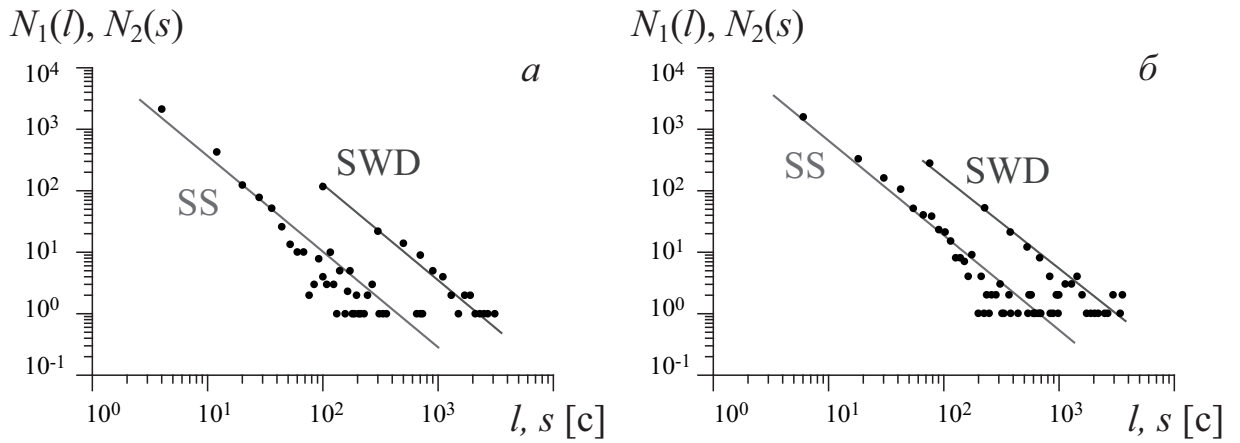 N₁(l), N₂(s)
а
10⁴
10³
10²
10¹
10⁰
10⁻¹
SS
SWD
10⁰ 10¹ 10² 10³ l, s [с]
N₁(l), N₂(s)
б
10⁴
10³
10²
10¹
10⁰
10⁻¹
SS
SWD
10⁰ 10¹ 10² 10³ l, s [с]